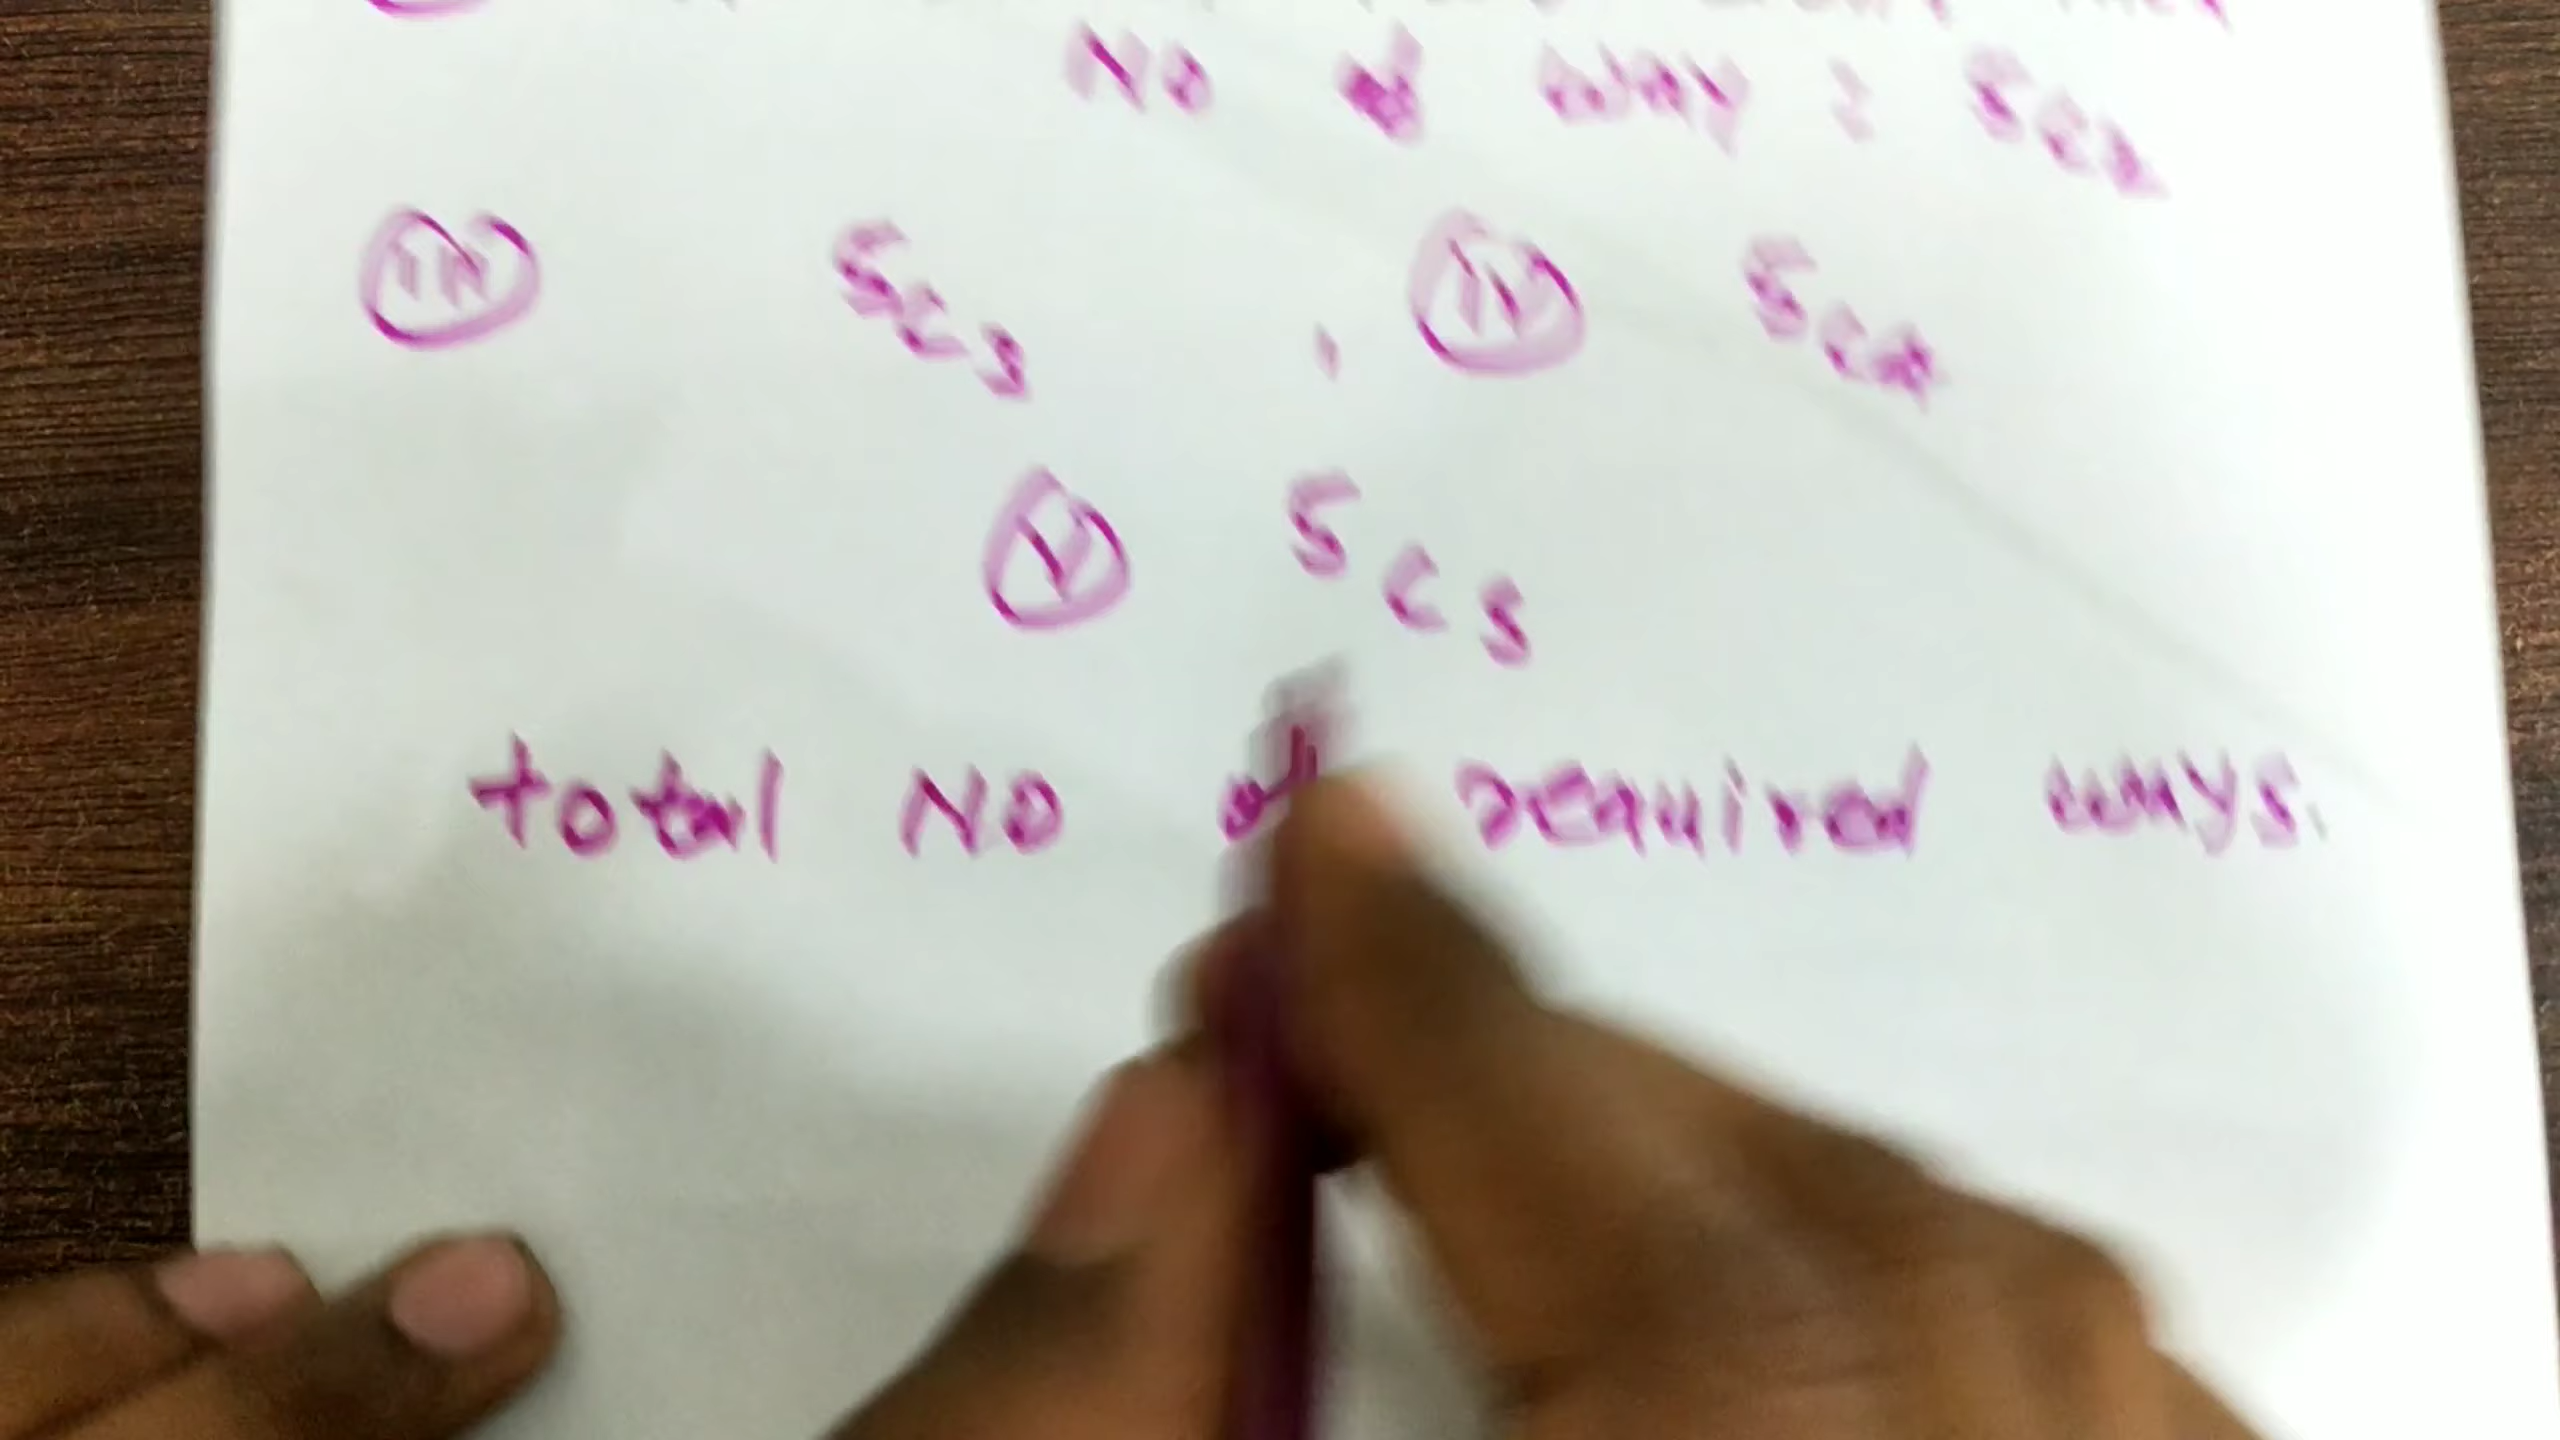 No of way = 5c2
III 5c3 , IV 5c4
V 5c5
total No of required ways.